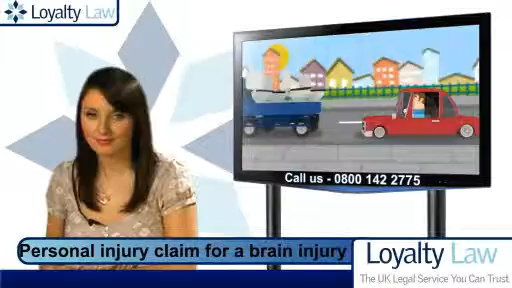 Loyalty Law
Call us - 0800 142 2775
Personal injury claim for a brain injury
Loyalty Law
The UK Legal Service You Can Trust